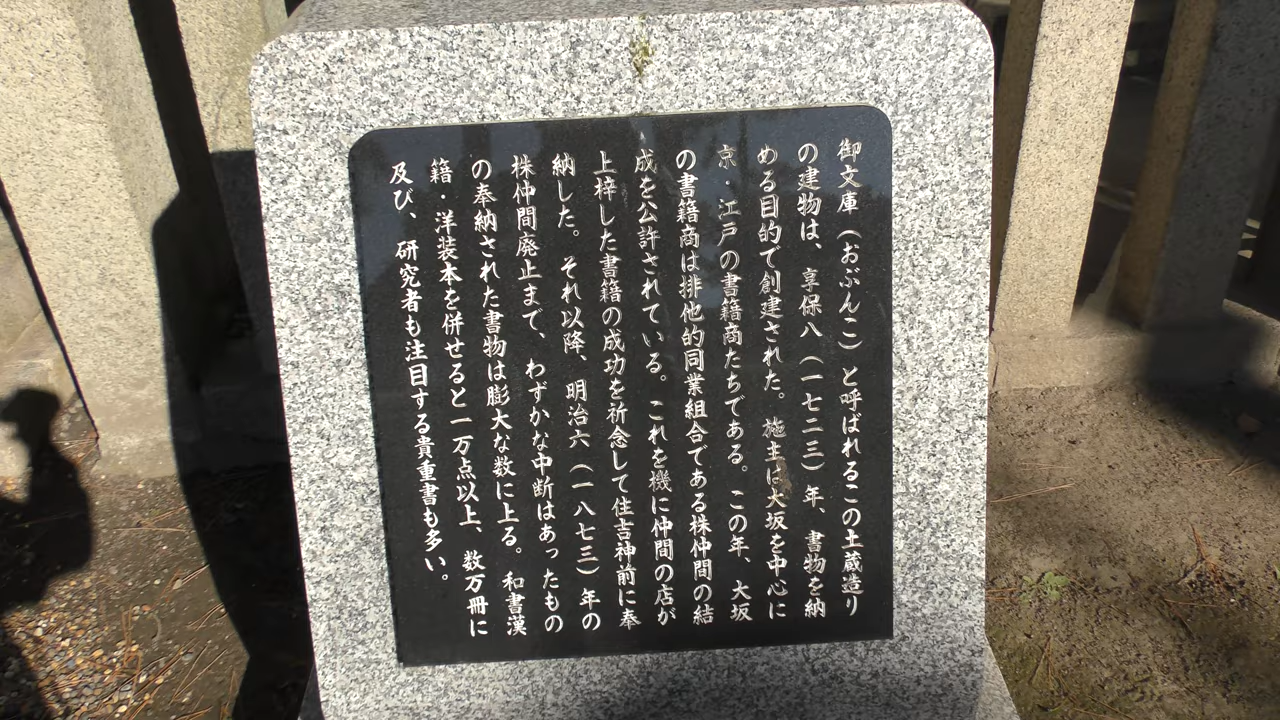 御文庫（おぶんこ）と呼ばれるこの土蔵造り
の建物は、享保八（一七二三）年、書物を納
める目的で創建された。施主は大坂を中心に
京・江戸の書籍商たちである。この年、大坂
の書籍商は排他的同業組合である株仲間の結
成を公許されている。これを機に仲間の店が
上梓した書籍の成功を祈念して住吉神前に奉
納した。それ以降、明治六（一八七三）年の
株仲間廃止まで、わずかな中断はあったもの
の奉納された書物は膨大な数に上る。和書漢
籍・洋装本を併せると一万点以上、数万冊に
及び、研究者も注目する貴重書も多い。